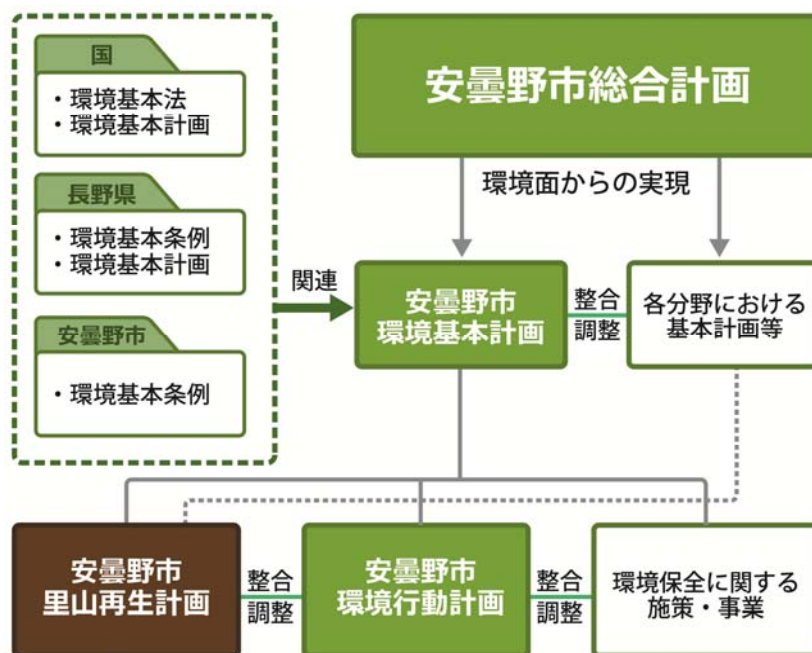 国
・環境基本法
・環境基本計画
長野県
・環境基本条例
・環境基本計画
安曇野市
・環境基本条例
安曇野市総合計画
環境面からの実現
関連
安曇野市
環境基本計画
整合
調整
各分野における
基本計画等
安曇野市
里山再生計画
整合
調整
安曇野市
環境行動計画
整合
調整
環境保全に関する
施策・事業